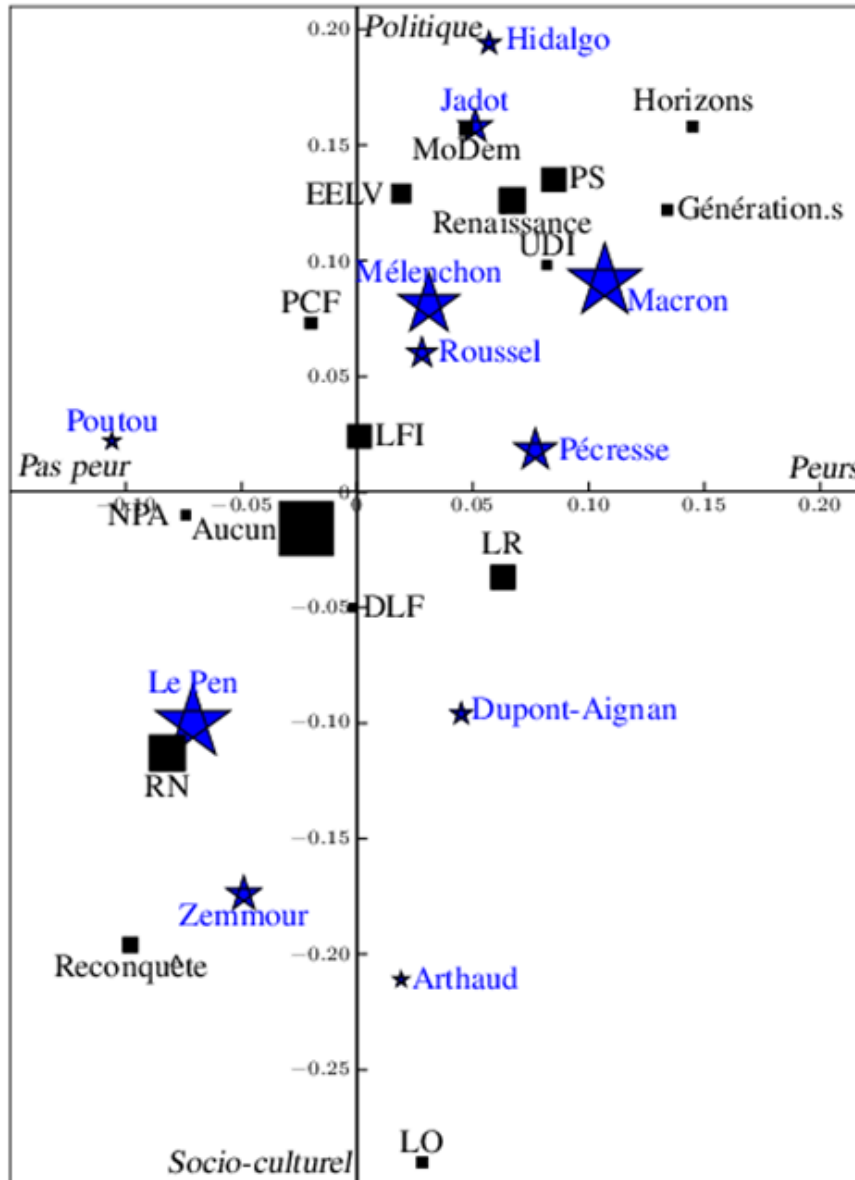 0.20
Politique
Hidalgo
Jadot
Horizons
0.15
MoDem
EELV
PS
Renaissance
Génération.s
UDI
0.10
Mélenchon
Macron
PCF
Roussel
0.05
Poutou
LFI
Pécresse
Pas peur
Peurs
0
−0.10
−0.05
0.05
0.10
0.15
0.20
NPA
Aucun
LR
−0.05
DLF
Le Pen
Dupont-Aignan
−0.10
RN
−0.15
Zemmour
−0.20
Reconquête
Arthaud
−0.25
LO
Socio-culturel